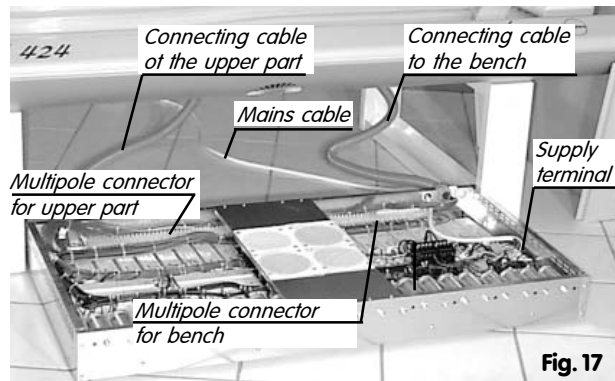 424
Connecting cable
ot the upper part
Connecting cable
to the bench
Mains cable
Supply
terminal
Multipole connector
for upper part
Multipole connector
for bench
Fig. 17